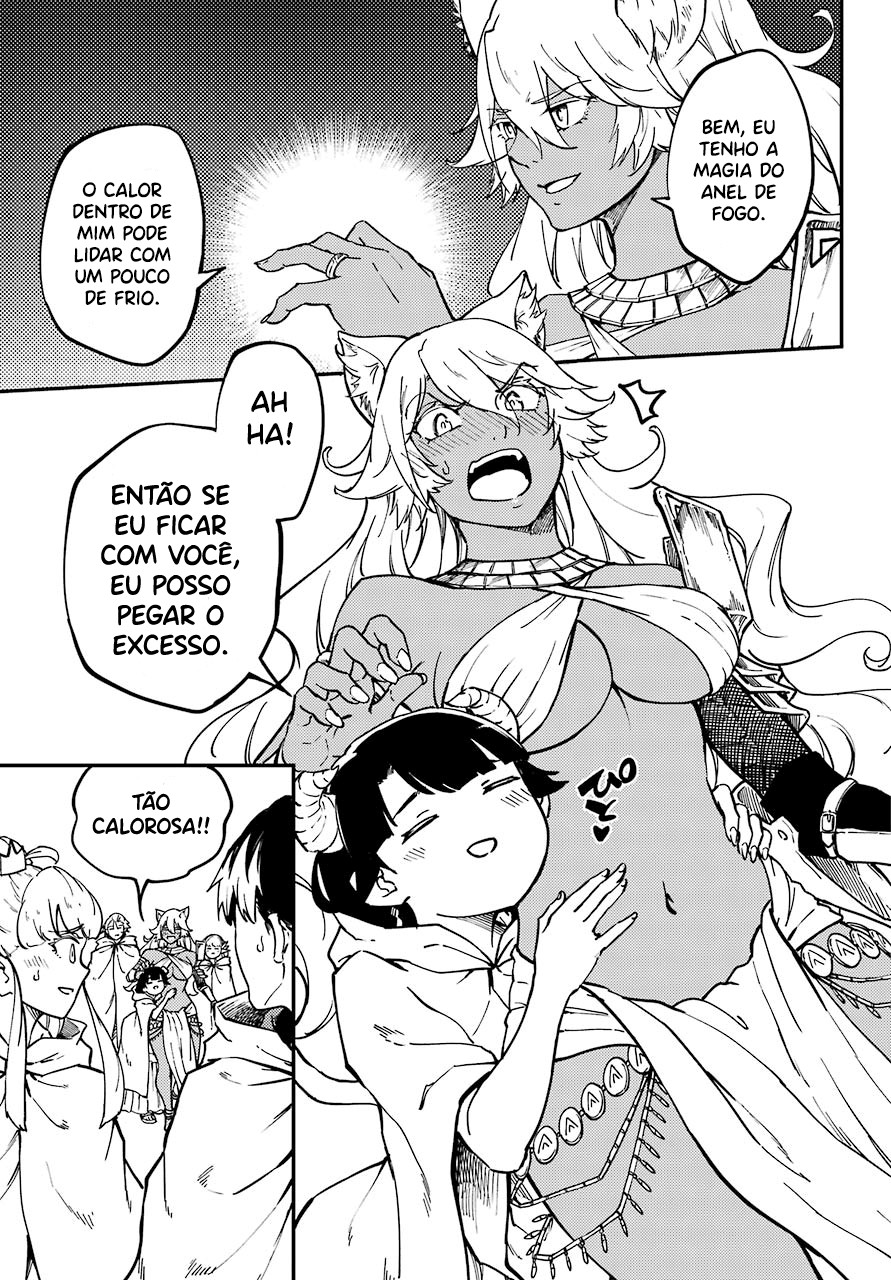 BEM, EU
TENHO A
MAGIA DO
ANEL DE
FOGO.
O CALOR
DENTRO DE
MIM PODE
LIDAR COM
UM POUCO
DE FRIO.
AH
HA!
ENTÃO SE
EU FICAR
COM VOCÊ,
EU POSSO
PEGAR O
EXCESSO.
TÃO
CALOROSA!!